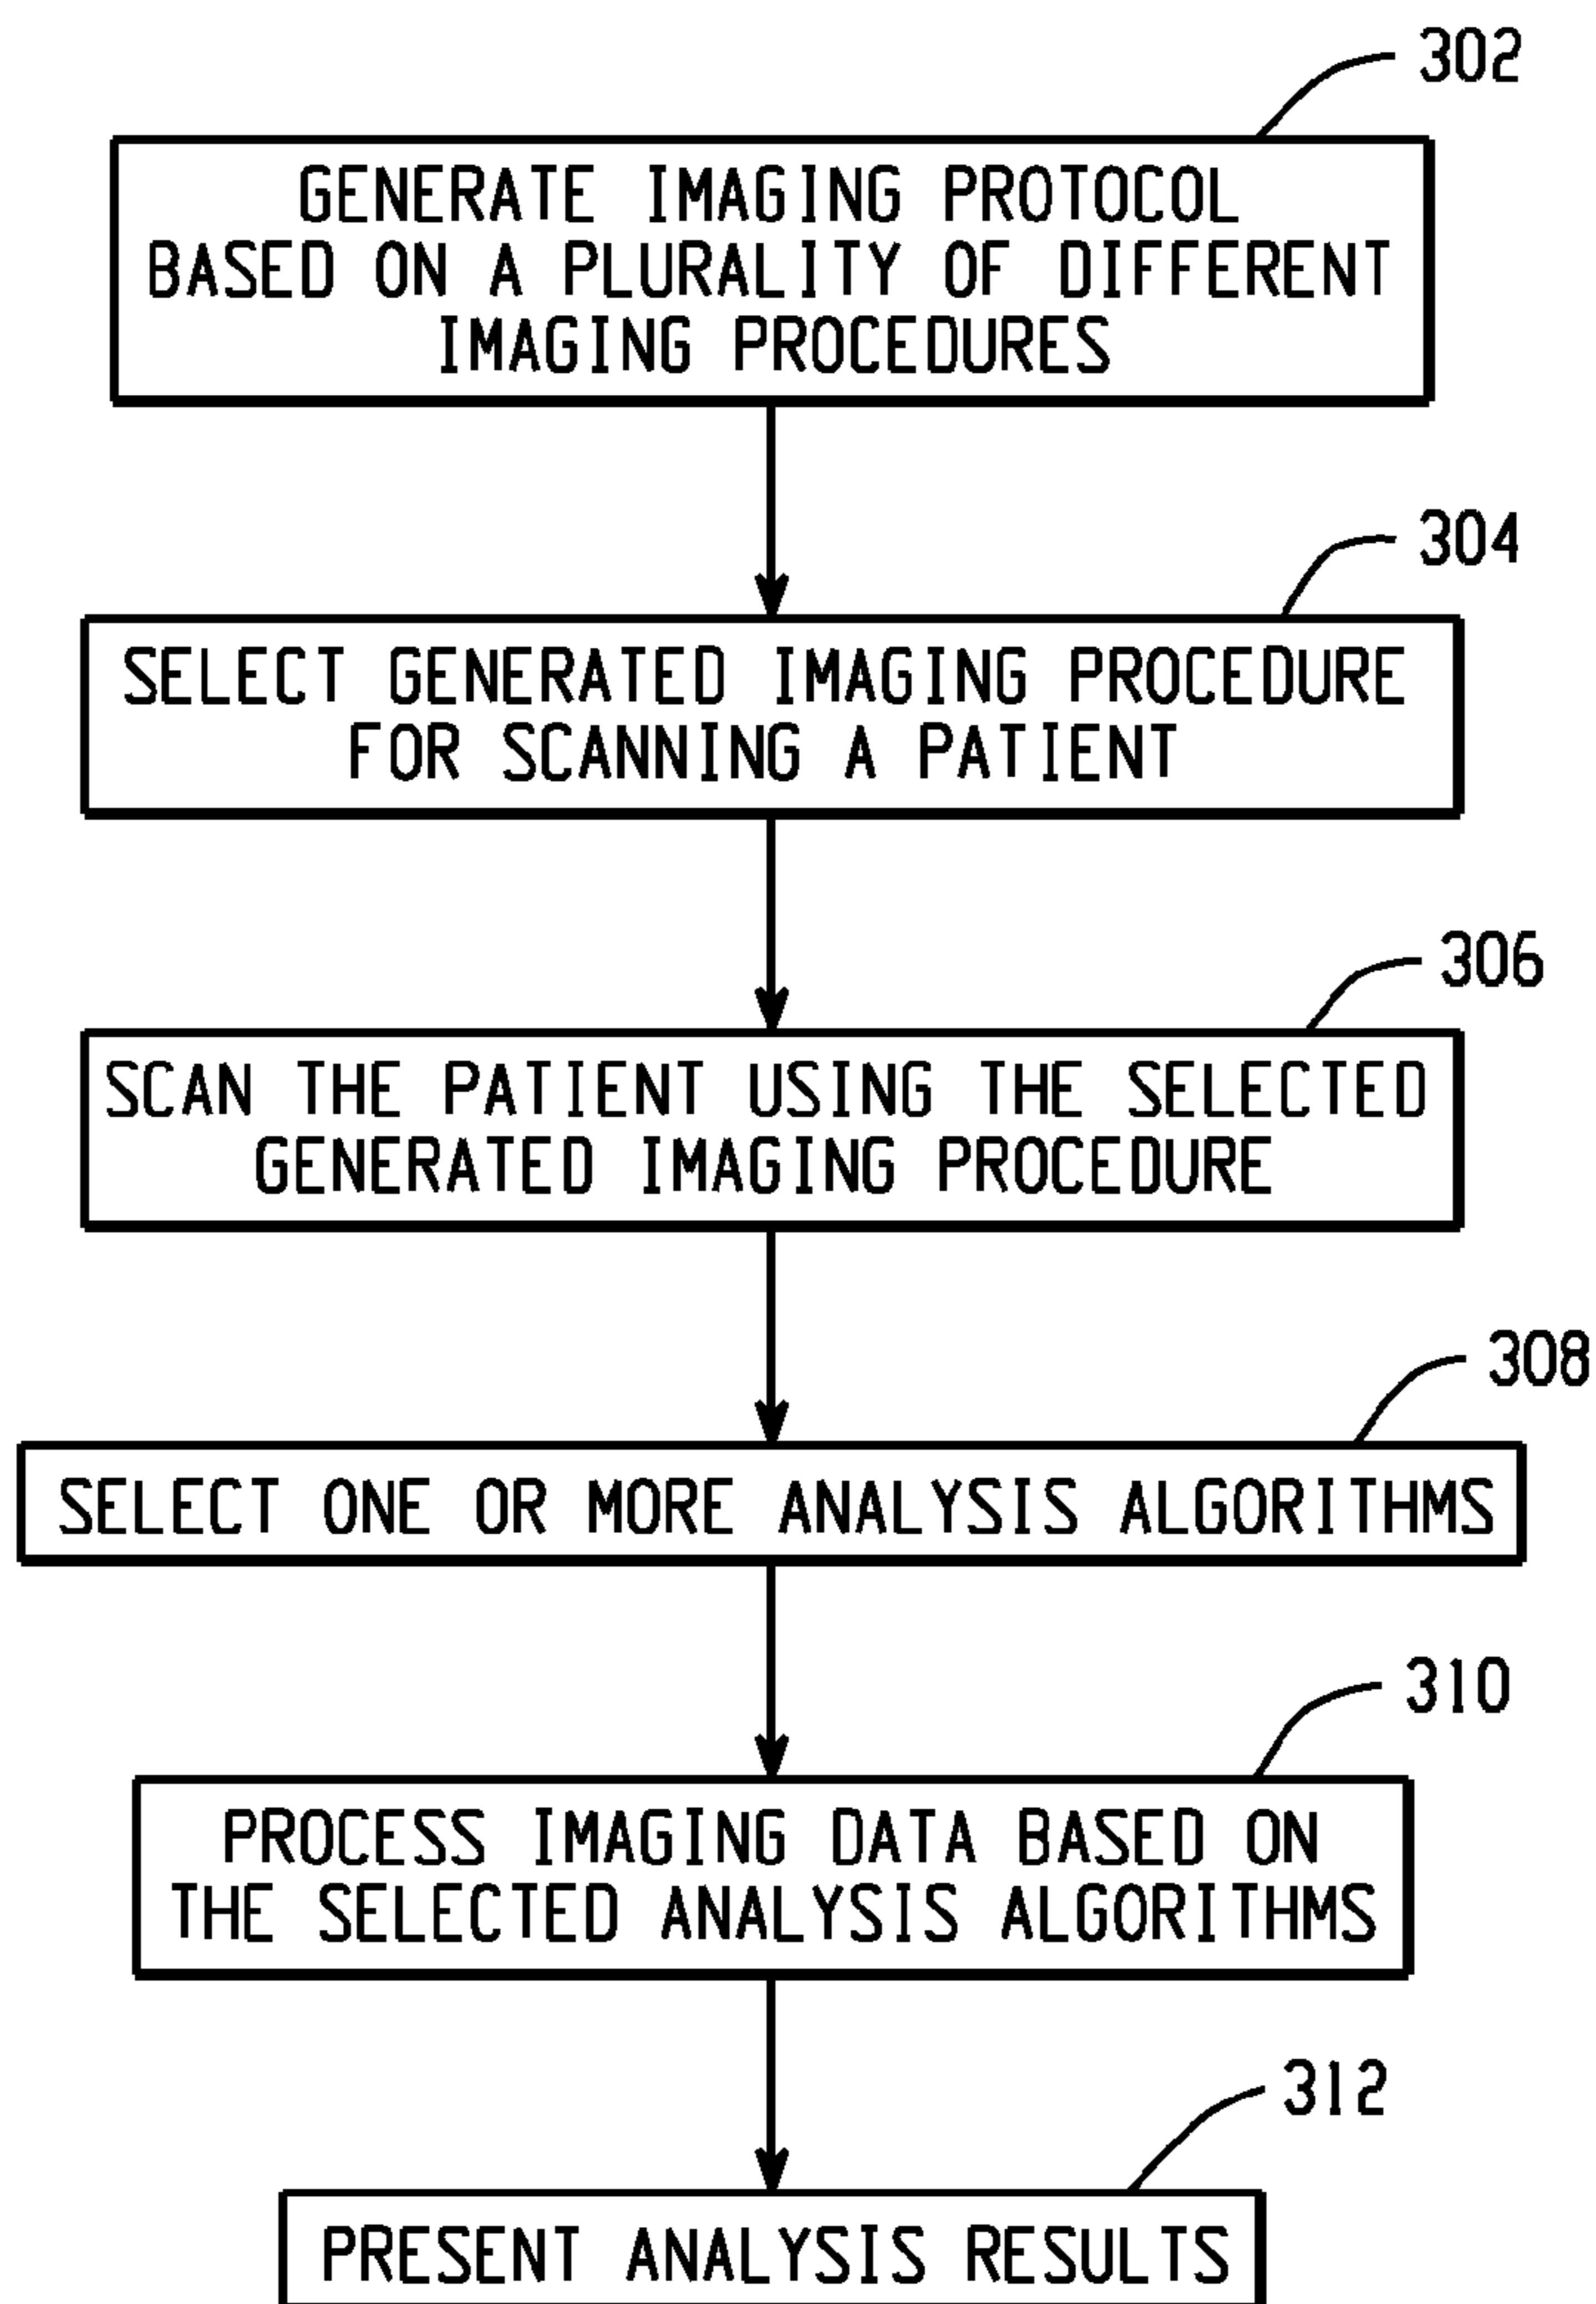 302
GENERATE IMAGING PROTOCOL
BASED ON A PLURALITY OF DIFFERENT
IMAGING PROCEDURES
304
SELECT GENERATED IMAGING PROCEDURE
FOR SCANNING A PATIENT
306
SCAN THE PATIENT USING THE SELECTED
GENERATED IMAGING PROCEDURE
308
SELECT ONE OR MORE ANALYSIS ALGORITHMS
310
PROCESS IMAGING DATA BASED ON
THE SELECTED ANALYSIS ALGORITHMS
312
PRESENT ANALYSIS RESULTS